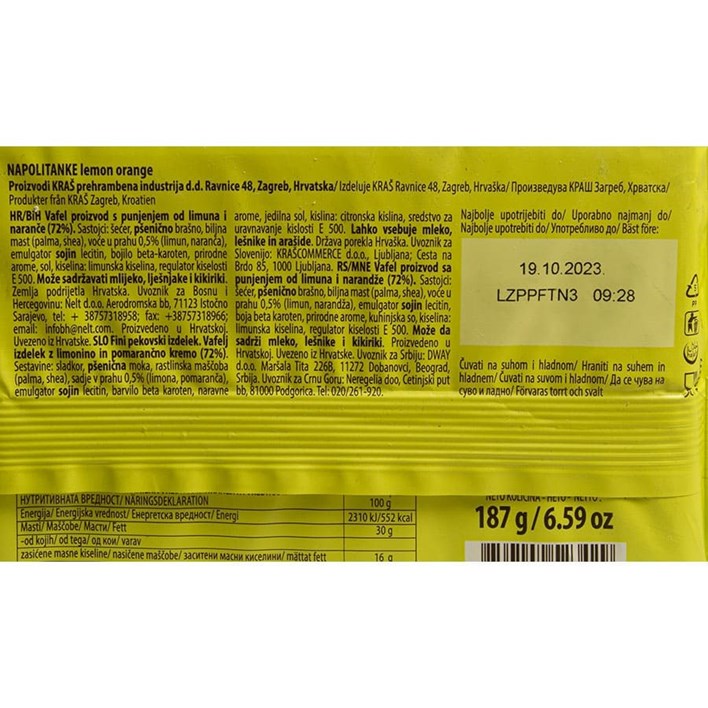 NAPOLITANKE lemon orange
Proizvodi KRAŠ prehrambena industrija d.d. Ravnice 48, Zagreb, Hrvatska/ Izdeluje KRAŠ Ravnice 48, Zagreb, Hrvaška/ Произведува КРАШ Загреб, Хрватска/
Produkter från KRAŠ Zagreb, Kroatien
HR/BIH Vafel proizvod s punjenjem od limuna i
naranče (72%). Sastojci: šećer, pšenično brašno, biljna
mast (palma, shea), voće u prahu 0,5% (limun, naranča),
emulgator sojin lecitin, bojilo beta-karoten, prirodne
arome, sol, kiselina: limunska kiselina, regulator kiselosti
E 500. Može sadržavati mlijeko, lješnjake i kikiriki.
Zemlja podrijetla Hrvatska. Uvoznik za Bosnu i
Hercegovinu: Nelt d.o.o. Aerodromska bb, 71123 Istočno
Sarajevo, tel: + 38757318958; fax: +38757318966;
email: infobh@nelt.com. Proizvedeno u Hrvatskoj.
Uvezeno iz Hrvatske. SLO Fini pekovski izdelek. Vafelj
izdelek z limonino in pomarančno kremo (72%).
Sestavine: sladkor, pšenična moka, rastlinska maščoba
(palma, shea), sadje v prahu 0,5% (limona, pomaranča),
emulgator sojin lecitin, barvilo beta karoten, naravne
arome, jedilna sol, kislina: citronska kislina, sredstvo za
uravnavanje kislosti E 500. Lahko vsebuje mleko,
lešnike in arašide. Država porekla Hrvaška. Uvoznik za
Slovenijo: KRAŠCOMMERCE d.o.o., Ljubljana; Cesta na
Brdo 85, 1000 Ljubljana. RS/MNE Vafel proizvod sa
punjenjem od limuna i narandže (72%). Sastojci:
šećer, pšenično brašno, biljna mast (palma, shea), voće u
prahu 0,5% (limun, narandža), emulgator sojin lecitin,
boja beta karoten, prirodne arome, kuhinjska so, kiselina:
limunska kiselina, regulator kiselosti E 500. Može da
sadrži mleko, lešnike i kikiriki. Proizvedeno u
Hrvatskoj. Uvezeno iz Hrvatske. Uvoznik za Srbiju: DWAY
d.o.o. Maršala Tita 226B, 11272 Dobanovci, Beograd,
Srbija. Uvoznik za Crnu Goru: Neregelia doo, Cetinjski put
bb, 81000 Podgorica. Tel: 020/261-920.
Najbolje upotrijebiti do/ Uporabno najmanj do/
Najbolje upotrebiti do/ Употребливо до/ Bäst före:
19.10.2023.
LZPPFTN3 09:28
Čuvati na suhom i hladnom/ Hraniti na suhem in
hladnem/ Čuvati na suvom i hladnom/ Да се чува на
суво и ладно/ Förvaras torrt och svalt
НУТРИТИВНАТА ВРЕДНОСТ/ NÄRINGSDEKLARATION 100 g
Energija/ Energijska vrednost/ Енергетска вредност/ Energi 2310 kJ/552 kcal
Masti/ Maščobe/ Масти/ Fett 30 g
-od kojih/ od tega/ од кои/ varav
zasićene masne kiseline/ nasičene maščobe/ заситени масни киселини/ mättat fett 16 g
NETO KOLIČINA - НЕТО - NETTO:
187 g/6.59 oz